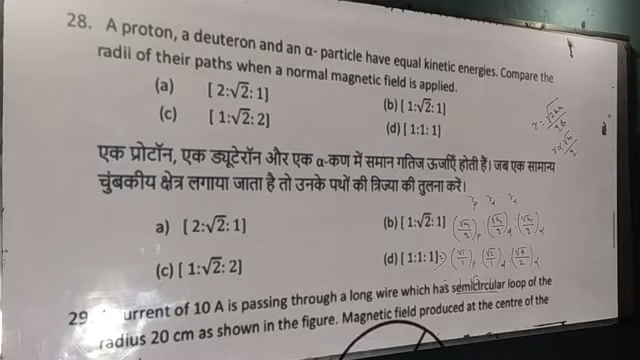 28. A proton, a deuteron and an α- particle have equal kinetic energies. Compare the
radii of their paths when a normal magnetic field is applied.
(a) [ 2:√2: 1]
(b) [ 1:√2: 1]
(c) [ 1:√2: 2]
(d) [ 1:1: 1]
एक प्रोटॉन, एक ड्यूटेरॉन और एक α-कण में समान गतिज ऊर्जाएँ होती हैं। जब एक सामान्य
चुंबकीय क्षेत्र लगाया जाता है तो उनके पथों की त्रिज्या की तुलना करें।
a) [ 2:√2: 1]
(b) [ 1:√2: 1]
(c) [ 1:√2: 2]
(d) [ 1:1: 1]
29. urrent of 10 A is passing through a long wire which has semicircular loop of the
radius 20 cm as shown in the figure. Magnetic field produced at the centre of the